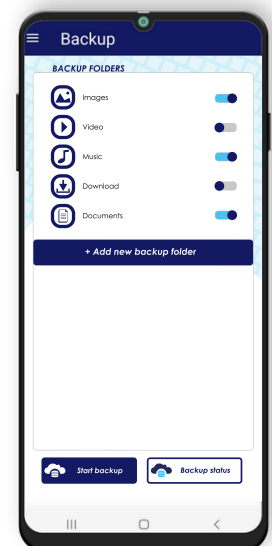 Backup
BACKUP FOLDERS
Images
Video
Music
Download
Documents
+ Add new backup folder
Start backup
Backup status